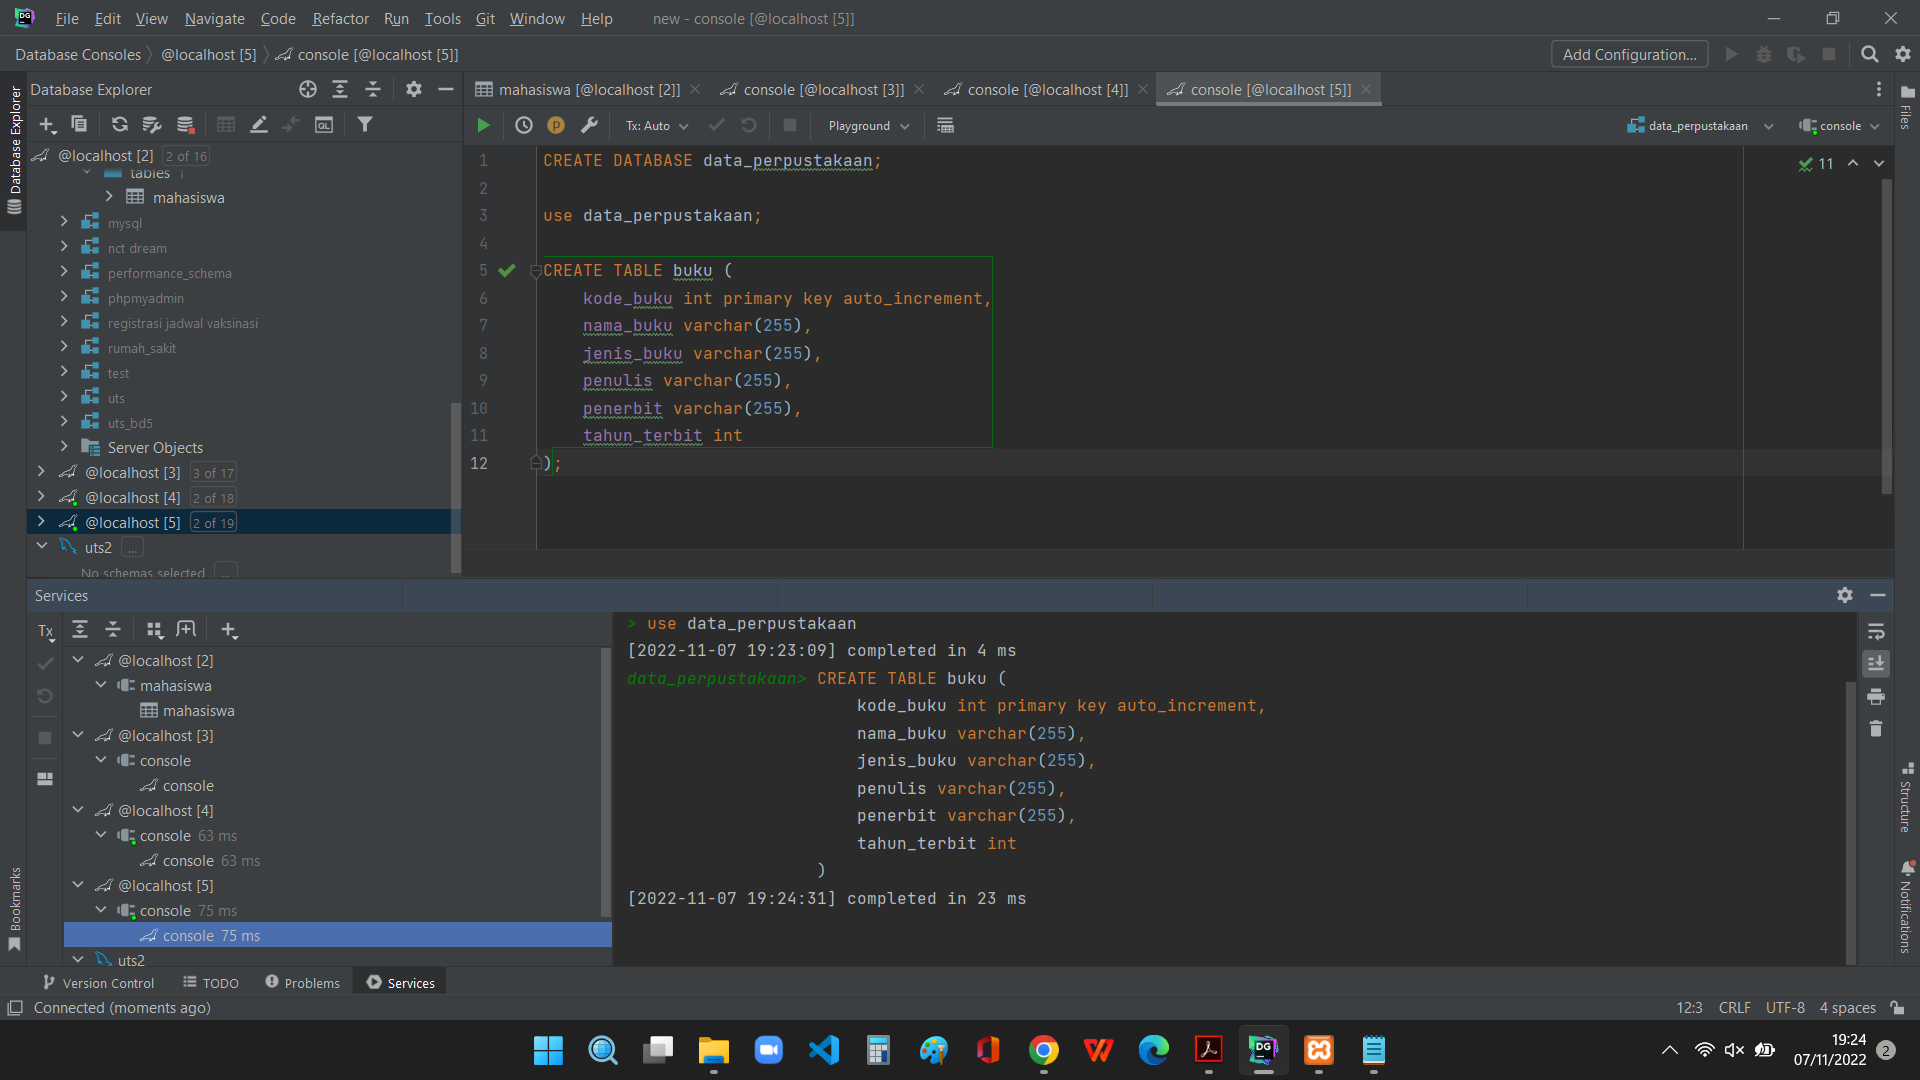 DG File Edit View Navigate Code Refactor Run Tools Git Window Help new - console [@localhost [5]]
Database Consoles @localhost [5] console [@localhost [5]] Add Configuration...
Database Explorer
mahasiswa [@localhost [2]] console [@localhost [3]] console [@localhost [4]] console [@localhost [5]]
QL
p Tx: Auto Playground data_perpustakaan console
Database Explorer
Files
@localhost [2] 2 of 16
tables 1
mahasiswa
mysql
nct dream
performance_schema
phpmyadmin
registrasi jadwal vaksinasi
rumah_sakit
test
uts
uts_bd5
Server Objects
@localhost [3] 3 of 17
@localhost [4] 2 of 18
@localhost [5] 2 of 19
uts2 ...
No schemas selected ...
11
1 CREATE DATABASE data_perpustakaan;
2
3 use data_perpustakaan;
4
5 CREATE TABLE buku (
6 kode_buku int primary key auto_increment,
7 nama_buku varchar(255),
8 jenis_buku varchar(255),
9 penulis varchar(255),
10 penerbit varchar(255),
11 tahun_terbit int
12 );
Services
Tx
@localhost [2]
mahasiswa
mahasiswa
@localhost [3]
console
console
@localhost [4]
console 63 ms
console 63 ms
@localhost [5]
console 75 ms
console 75 ms
uts2
> use data_perpustakaan
[2022-11-07 19:23:09] completed in 4 ms
data_perpustakaan> CREATE TABLE buku (
kode_buku int primary key auto_increment,
nama_buku varchar(255),
jenis_buku varchar(255),
penulis varchar(255),
penerbit varchar(255),
tahun_terbit int
)
[2022-11-07 19:24:31] completed in 23 ms
Structure
Notifications
Bookmarks
Version Control TODO Problems Services
Connected (moments ago) 12:3 CRLF UTF-8 4 spaces
DG
19:24
07/11/2022 2